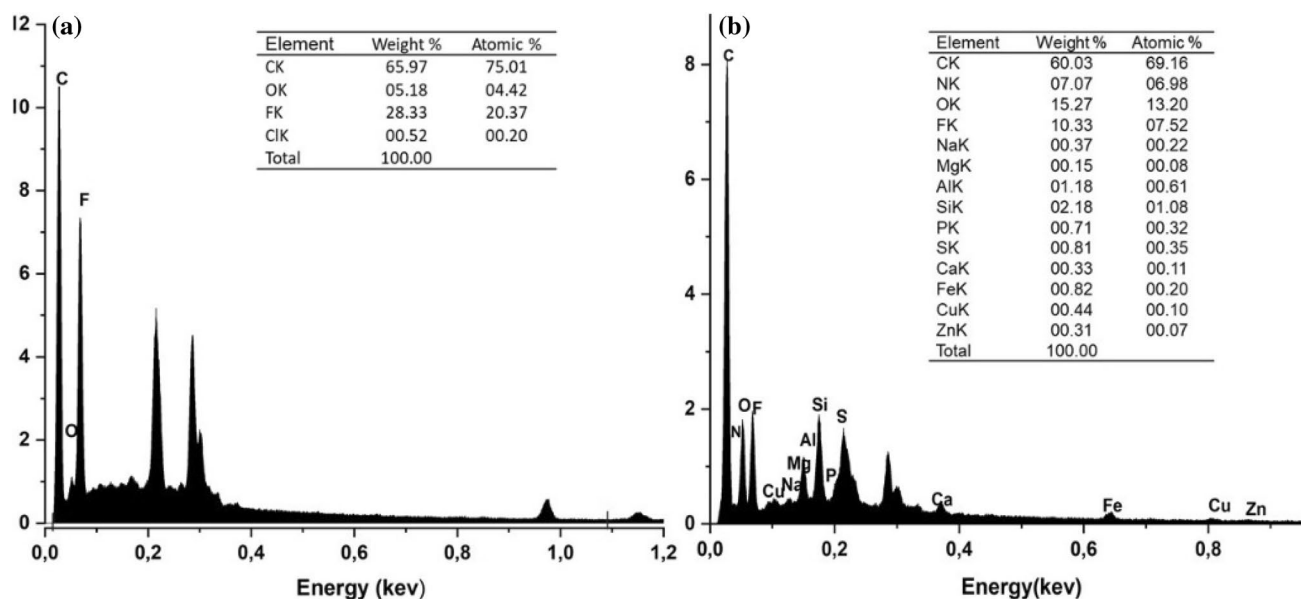 (a)
Element Weight % Atomic %
CK 65.97 75.01
OK 05.18 04.42
FK 28.33 20.37
ClK 00.52 00.20
Total 100.00
12
10
8
6
4
2
0
C
O
F
0,0 0,2 0,4 0,6 0,8 1,0 1,2
Energy (kev)
(b)
Element Weight % Atomic %
CK 60.03 69.16
NK 07.07 06.98
OK 15.27 13.20
FK 10.33 07.52
NaK 00.37 00.22
MgK 00.15 00.08
AlK 01.18 00.61
SiK 02.18 01.08
PK 00.71 00.32
SK 00.81 00.35
CaK 00.33 00.11
FeK 00.82 00.20
CuK 00.44 00.10
ZnK 00.31 00.07
Total 100.00
8
6
4
2
0
C
N
O
F
Cu
Na
Mg
Al
Si
P
S
Ca
Fe
Cu
Zn
0,0 0,2 0,4 0,6 0,8
Energy(kev)